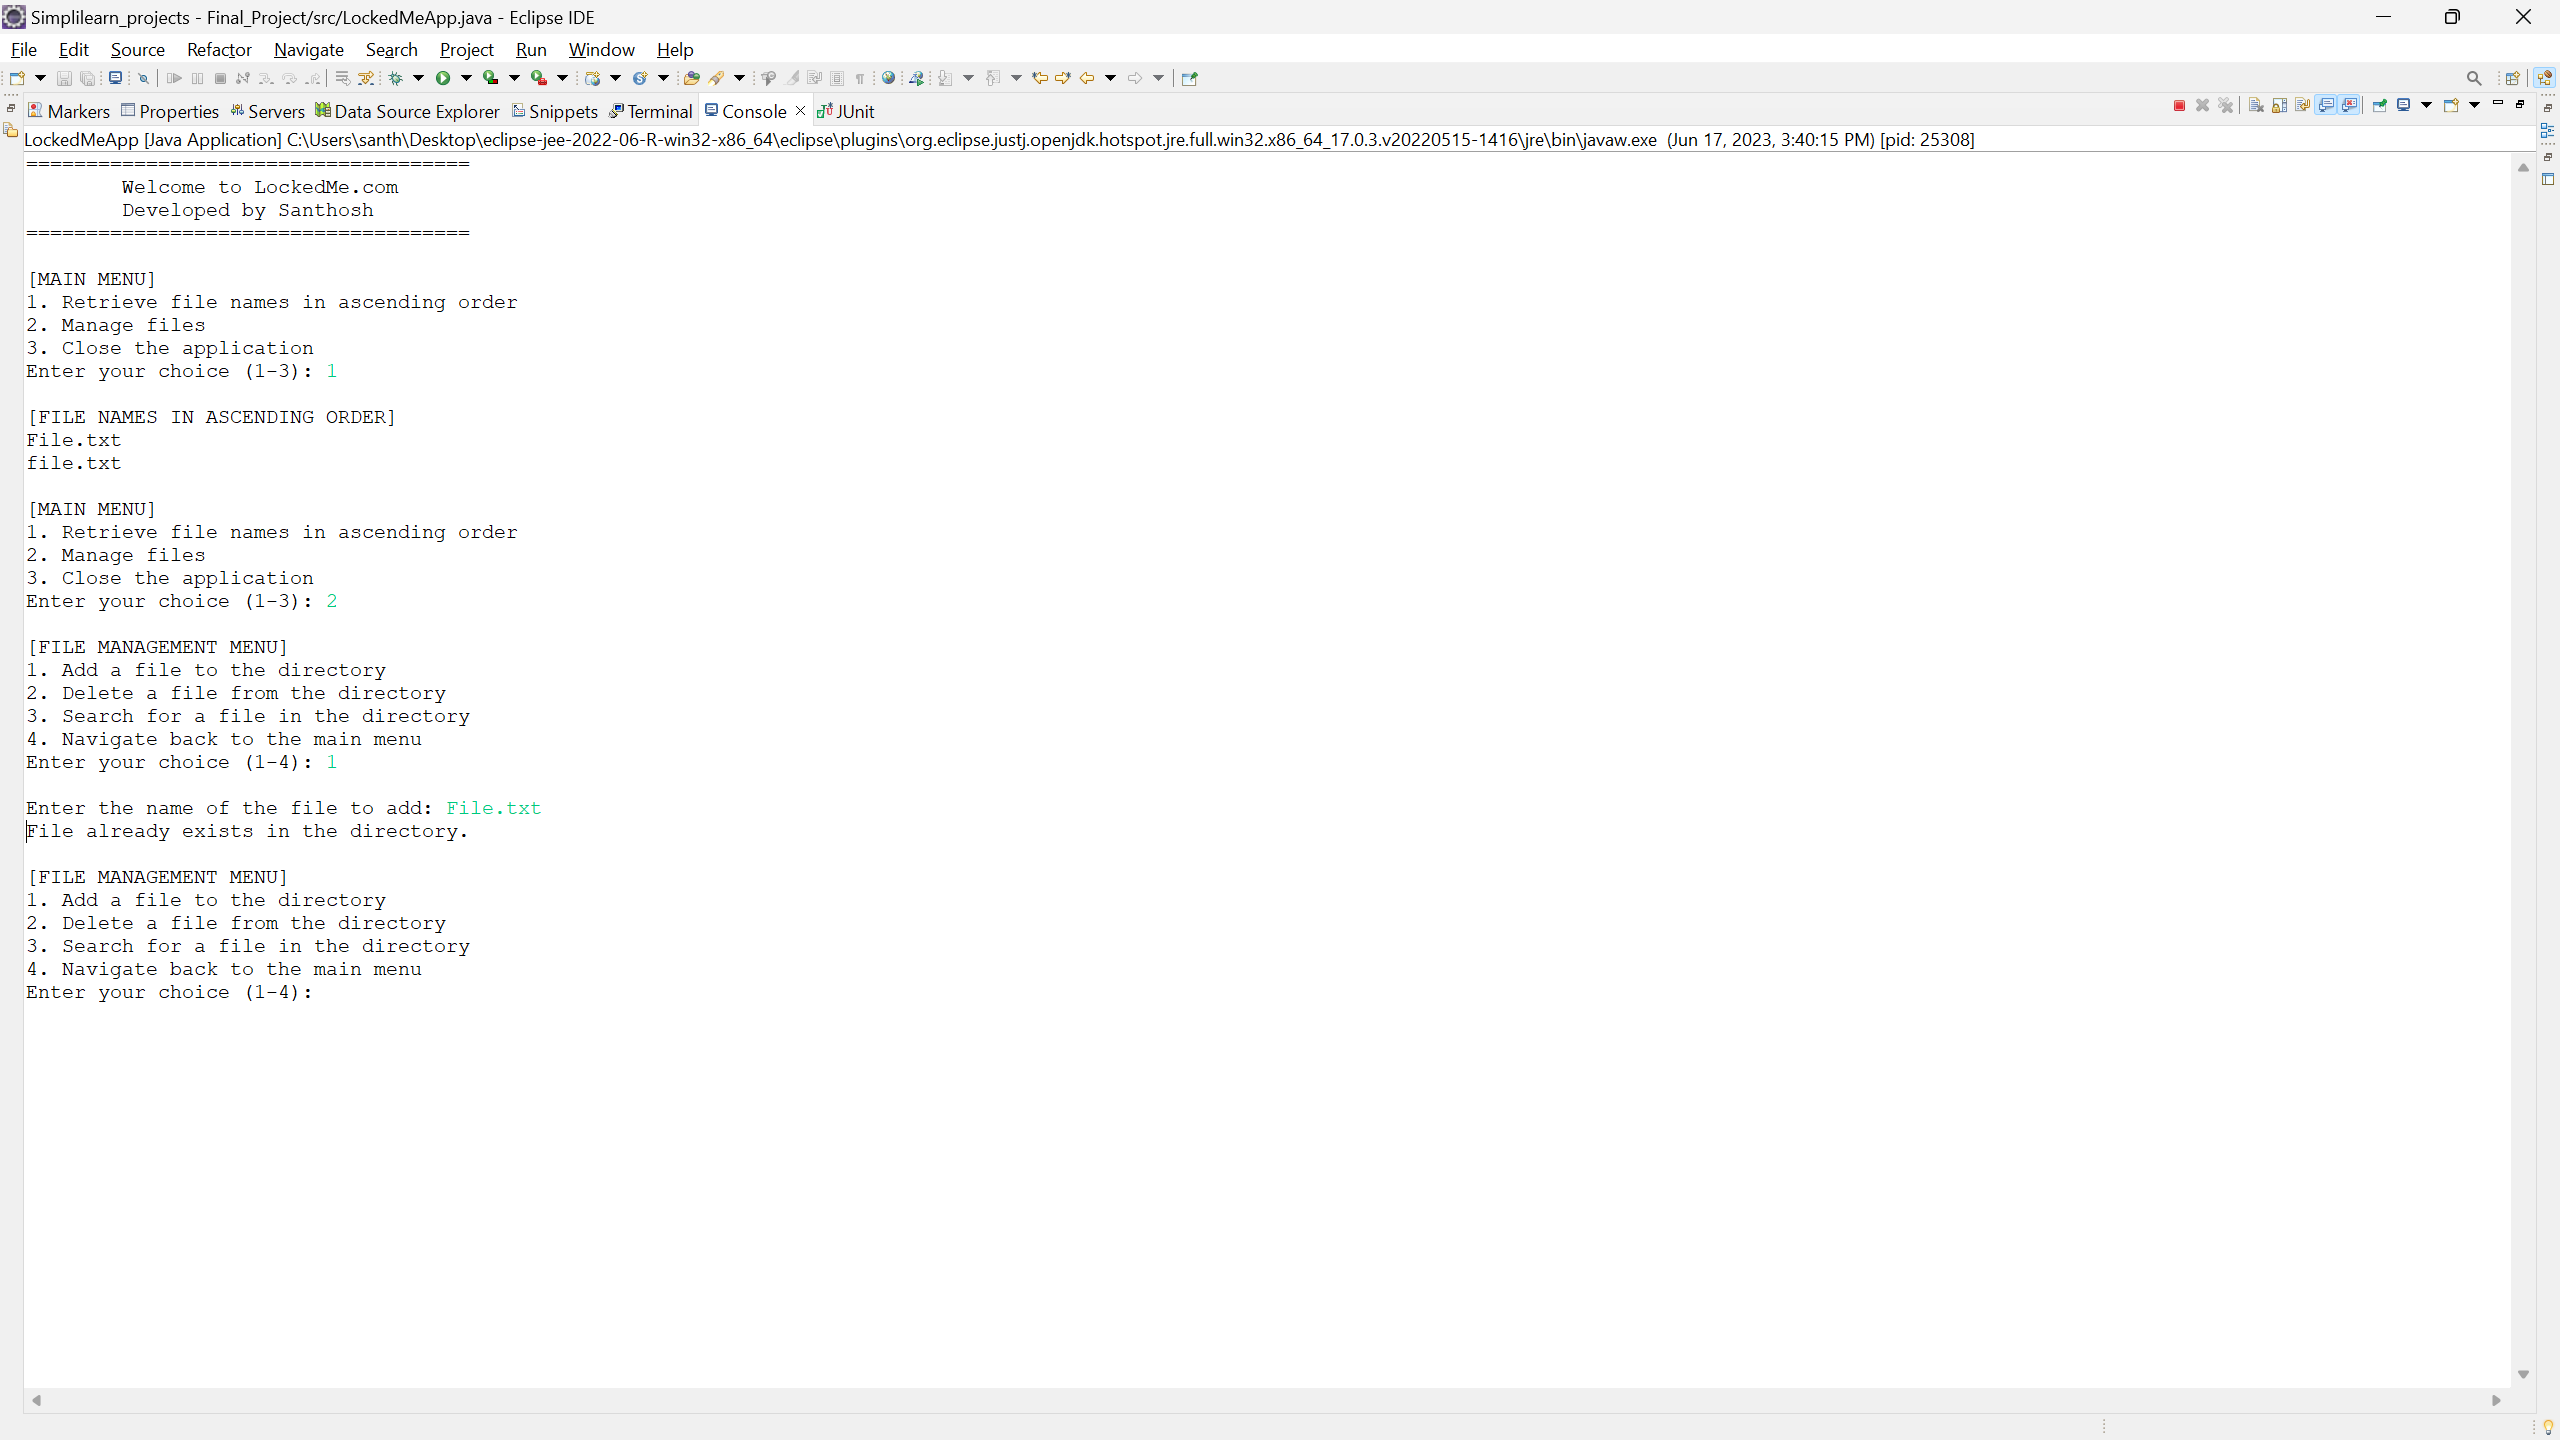 Simplilearn_projects - Final_Project/src/LockedMeApp.java - Eclipse IDE
File Edit Source Refactor Navigate Search Project Run Window Help
Markers Properties Servers Data Source Explorer Snippets Terminal Console JUnit
LockedMeApp [Java Application] C:\Users\santh\Desktop\eclipse-jee-2022-06-R-win32-x86_64\eclipse\plugins\org.eclipse.justj.openjdk.hotspot.jre.full.win32.x86_64_17.0.3.v20220515-1416\jre\bin\javaw.exe (Jun 17, 2023, 3:40:15 PM) [pid: 25308]
=====================================
Welcome to LockedMe.com
Developed by Santhosh
=====================================
[MAIN MENU]
1. Retrieve file names in ascending order
2. Manage files
3. Close the application
Enter your choice (1-3): 1
[FILE NAMES IN ASCENDING ORDER]
File.txt
file.txt
[MAIN MENU]
1. Retrieve file names in ascending order
2. Manage files
3. Close the application
Enter your choice (1-3): 2
[FILE MANAGEMENT MENU]
1. Add a file to the directory
2. Delete a file from the directory
3. Search for a file in the directory
4. Navigate back to the main menu
Enter your choice (1-4): 1
Enter the name of the file to add: File.txt
File already exists in the directory.
[FILE MANAGEMENT MENU]
1. Add a file to the directory
2. Delete a file from the directory
3. Search for a file in the directory
4. Navigate back to the main menu
Enter your choice (1-4):